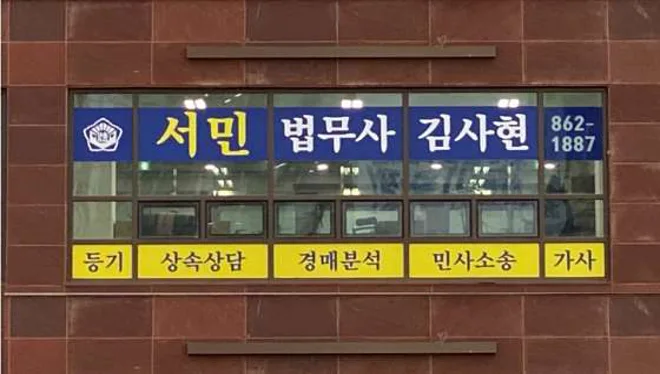 서민 법무사 김사현 862-1887
등기 상속상담 경매분석 민사소송 가사